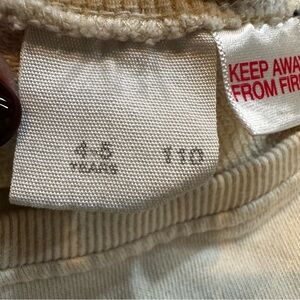 4-5
YEARS
110
KEEP AWAY
FROM FIRE